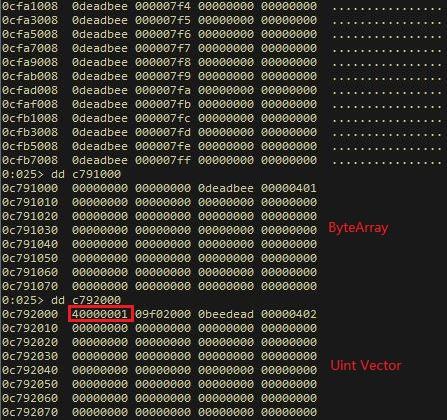 0cfa1008 0deadbee 000007f4 00000000 00000000 ................
0cfa3008 0deadbee 000007f5 00000000 00000000 ................
0cfa5008 0deadbee 000007f6 00000000 00000000 ................
0cfa7008 0deadbee 000007f7 00000000 00000000 ................
0cfa9008 0deadbee 000007f8 00000000 00000000 ................
0cfab008 0deadbee 000007f9 00000000 00000000 ................
0cfad008 0deadbee 000007fa 00000000 00000000 ................
0cfaf008 0deadbee 000007fb 00000000 00000000 ................
0cfb1008 0deadbee 000007fc 00000000 00000000 ................
0cfb3008 0deadbee 000007fd 00000000 00000000 ................
0cfb5008 0deadbee 000007fe 00000000 00000000 ................
0cfb7008 0deadbee 000007ff 00000000 00000000 ................
0:025> dd c791000
0c791000 00000000 00000000 0deadbee 00000401
0c791010 00000000 00000000 00000000 00000000
0c791020 00000000 00000000 00000000 00000000
0c791030 00000000 00000000 00000000 00000000 ByteArray
0c791040 00000000 00000000 00000000 00000000
0c791050 00000000 00000000 00000000 00000000
0c791060 00000000 00000000 00000000 00000000
0c791070 00000000 00000000 00000000 00000000
0:025> dd c792000
0c792000 40000001 09f02000 0beedead 00000402
0c792010 00000000 00000000 00000000 00000000
0c792020 00000000 00000000 00000000 00000000
0c792030 00000000 00000000 00000000 00000000
0c792040 00000000 00000000 00000000 00000000 Uint Vector
0c792050 00000000 00000000 00000000 00000000
0c792060 00000000 00000000 00000000 00000000
0c792070 00000000 00000000 00000000 00000000